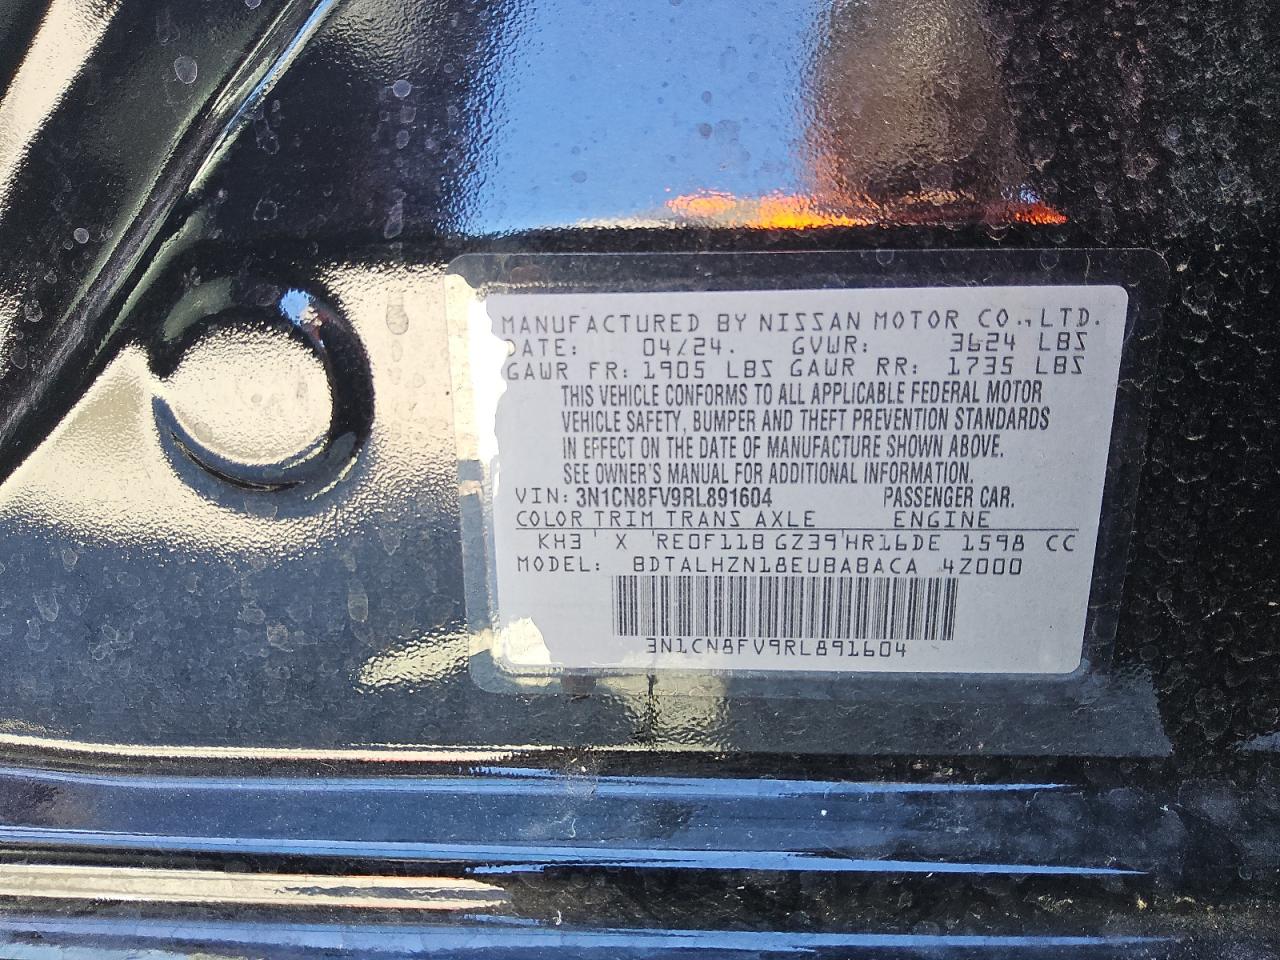 MANUFACTURED BY NISSAN MOTOR CO., LTD.
DATE: 04/24. GVWR: 3624 LBS
GAWR FR: 1905 LBS GAWR RR: 1735 LBS
THIS VEHICLE CONFORMS TO ALL APPLICABLE FEDERAL MOTOR
VEHICLE SAFETY, BUMPER AND THEFT PREVENTION STANDARDS
IN EFFECT ON THE DATE OF MANUFACTURE SHOWN ABOVE.
SEE OWNER'S MANUAL FOR ADDITIONAL INFORMATION.
VIN: 3N1CN8FV9RL891604 PASSENGER CAR.
COLOR TRIM TRANS AXLE ENGINE
KH3 X RE0F11B GZ39 HR16DE 1598 CC
MODEL: BDTALHZN18EUBABACA 4Z000
3N1CN8FV9RL891604